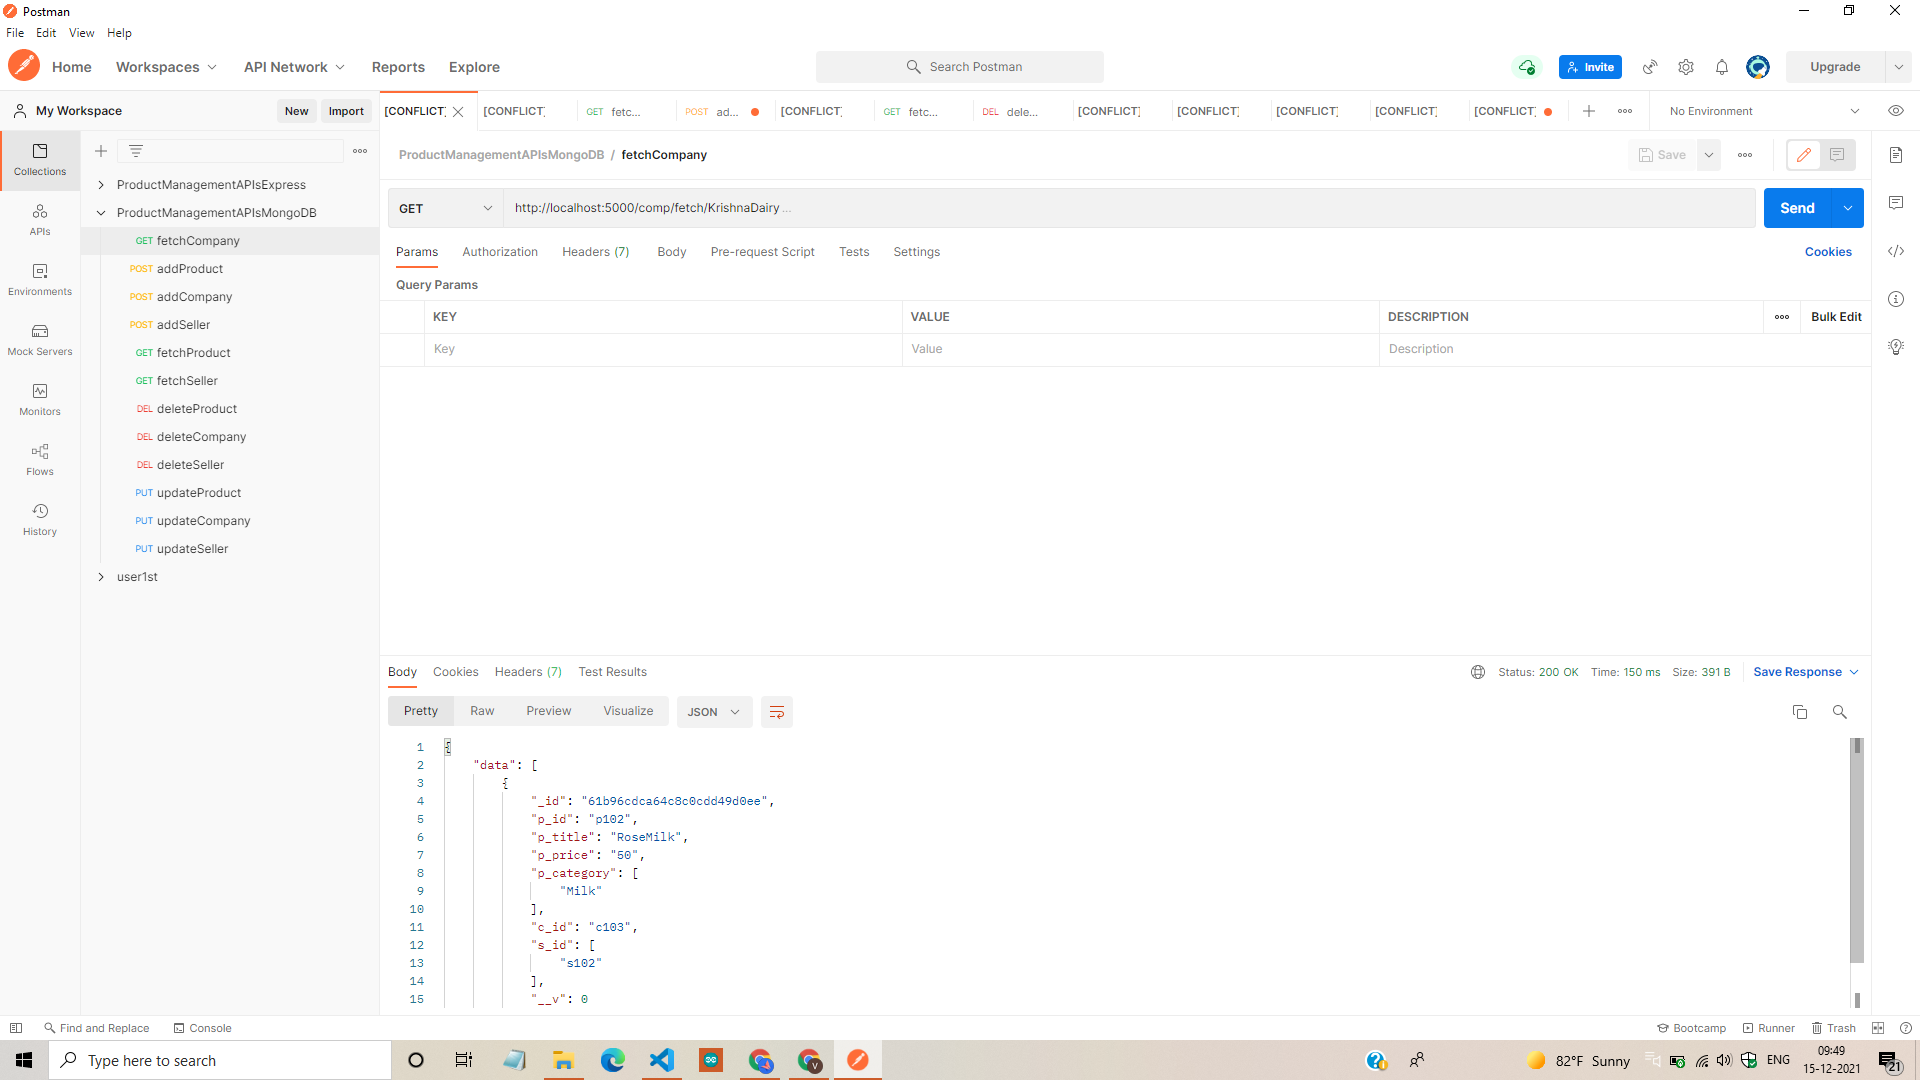 Postman
File Edit View Help
Home Workspaces API Network Reports Explore Search Postman Invite Upgrade
My Workspace New Import [CONFLICT] [CONFLICT] GET fetc... POST ad... [CONFLICT] GET fetc... DEL dele... [CONFLICT] [CONFLICT] [CONFLICT] [CONFLICT] [CONFLICT] No Environment
Collections
APIs
Environments
Mock Servers
Monitors
Flows
History
ProductManagementAPIsExpress
ProductManagementAPIsMongoDB
GET fetchCompany
POST addProduct
POST addCompany
POST addSeller
GET fetchProduct
GET fetchSeller
DEL deleteProduct
DEL deleteCompany
DEL deleteSeller
PUT updateProduct
PUT updateCompany
PUT updateSeller
user1st
ProductManagementAPIsMongoDB / fetchCompany Save
GET http://localhost:5000/comp/fetch/KrishnaDairy ... Send
Params Authorization Headers (7) Body Pre-request Script Tests Settings Cookies
Query Params
KEY VALUE DESCRIPTION Bulk Edit
Key Value Description
Body Cookies Headers (7) Test Results Status: 200 OK Time: 150 ms Size: 391 B Save Response
Pretty Raw Preview Visualize JSON
1 {
2 "data": [
3 {
4 "_id": "61b96cdca64c8c0cdd49d0ee",
5 "p_id": "p102",
6 "p_title": "RoseMilk",
7 "p_price": "50",
8 "p_category": [
9 "Milk"
10 ],
11 "c_id": "c103",
12 "s_id": [
13 "s102"
14 ],
15 "__v": 0
Find and Replace Console Bootcamp Runner Trash
Type here to search 82°F Sunny ENG 09:49
15-12-2021 21